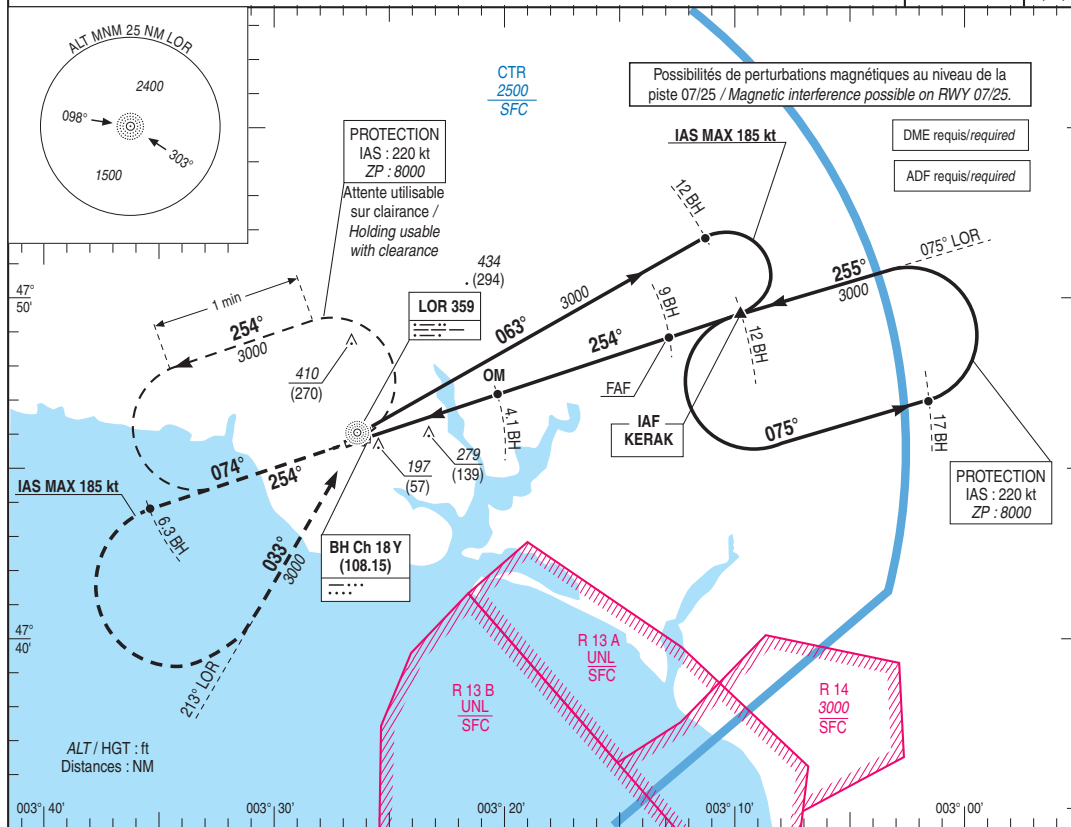 ALT MNM 25 NM LOR
2400
098°
303°
1500
CTR
2500
SFC
Possibilités de perturbations magnétiques au niveau de la
piste 07/25 / Magnetic interference possible on RWY 07/25.
DME requis/required
ADF requis/required
PROTECTION
IAS : 220 kt
ZP : 8000
Attente utilisable
sur clairance /
Holding usable
with clearance
IAS MAX 185 kt
12 BH
075° LOR
255°
3000
434
(294)
47°
50'
1 min
254°
3000
LOR 359
3000
063°
9 BH
254°
12 BH
410
(270)
OM
FAF
4.1 BH
IAF
KERAK
075°
17 BH
279
(139)
197
(57)
074°
254°
IAS MAX 185 kt
6.3 BH
PROTECTION
IAS : 220 kt
ZP : 8000
033°
3000
BH Ch 18 Y
(108.15)
47°
40'
213° LOR
R 13 A
UNL
SFC
R 13 B
UNL
SFC
R 14
3000
SFC
ALT / HGT : ft
Distances : NM
003° 40'
003° 30'
003° 20'
003° 10'
003° 00'